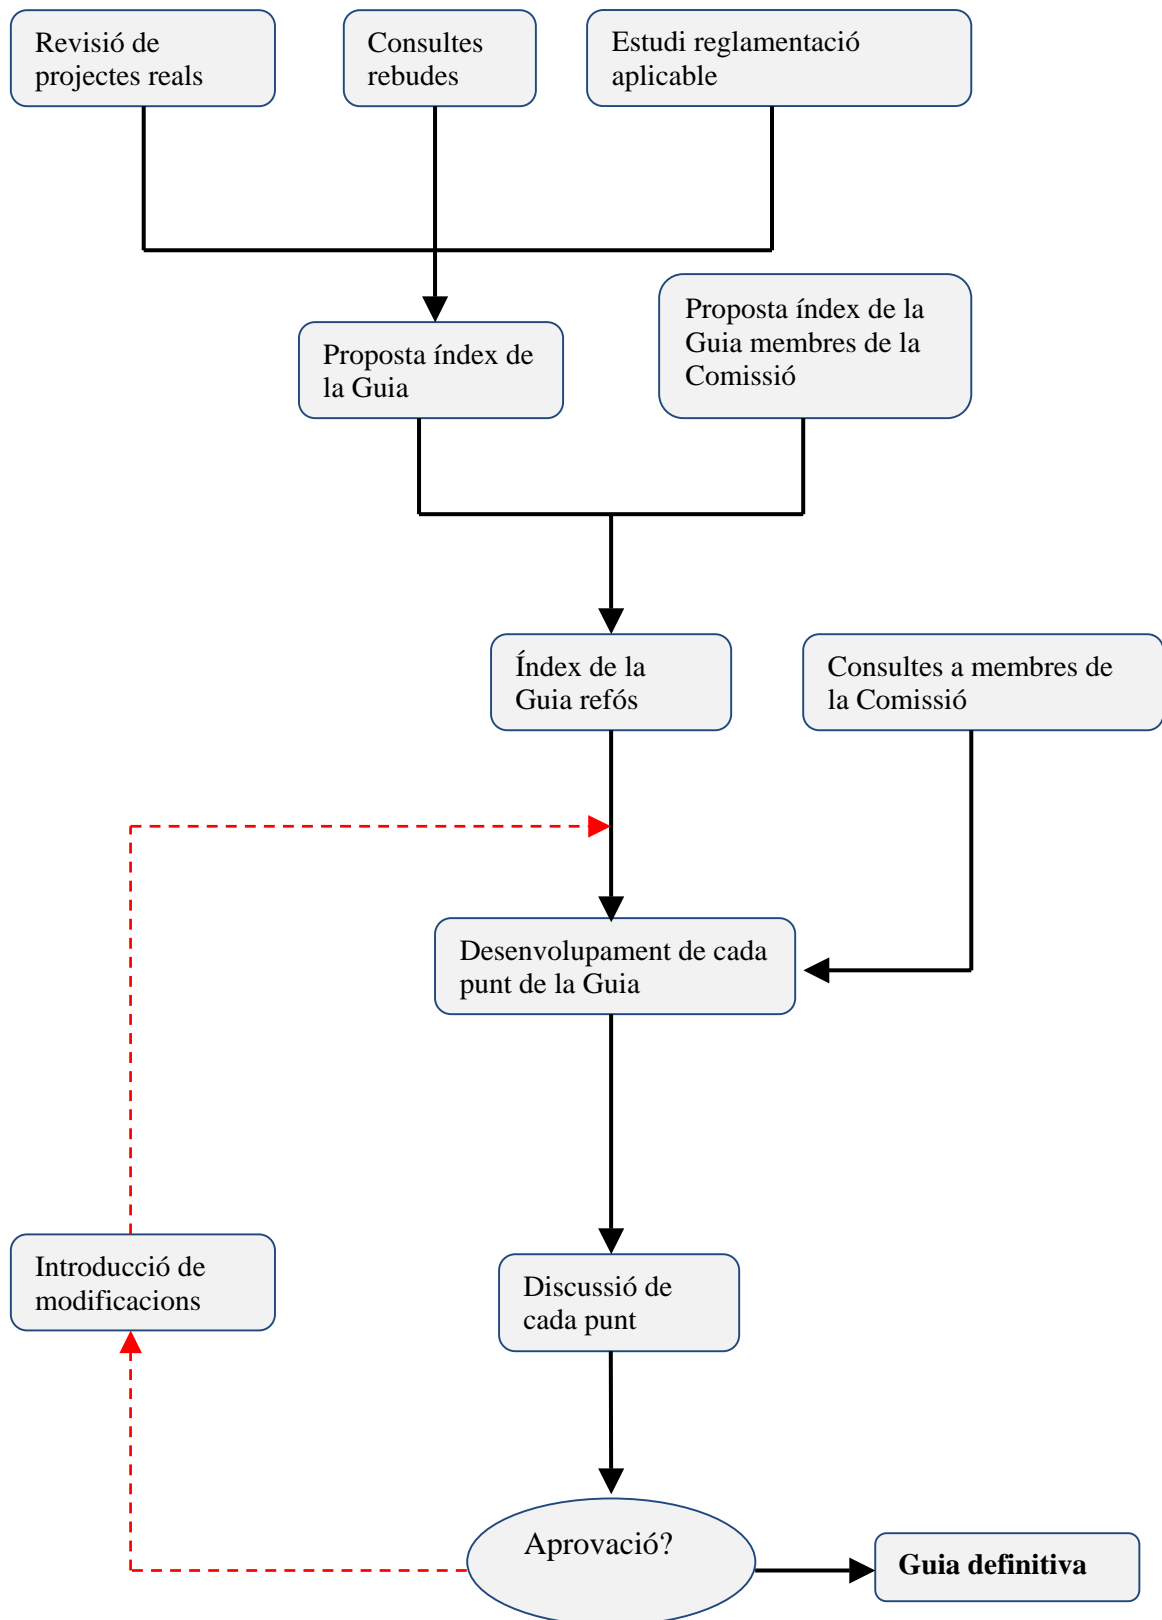 Revisió de
projectes reals
Consultes
rebudes
Estudi reglamentació
aplicable
Proposta índex de
la Guia
Proposta índex de la
Guia membres de la
Comissió
Índex de la
Guia refós
Consultes a membres de
la Comissió
Desenvolupament de cada
punt de la Guia
Introducció de
modificacions
Discussió de
cada punt
Aprovació?
Guia definitiva